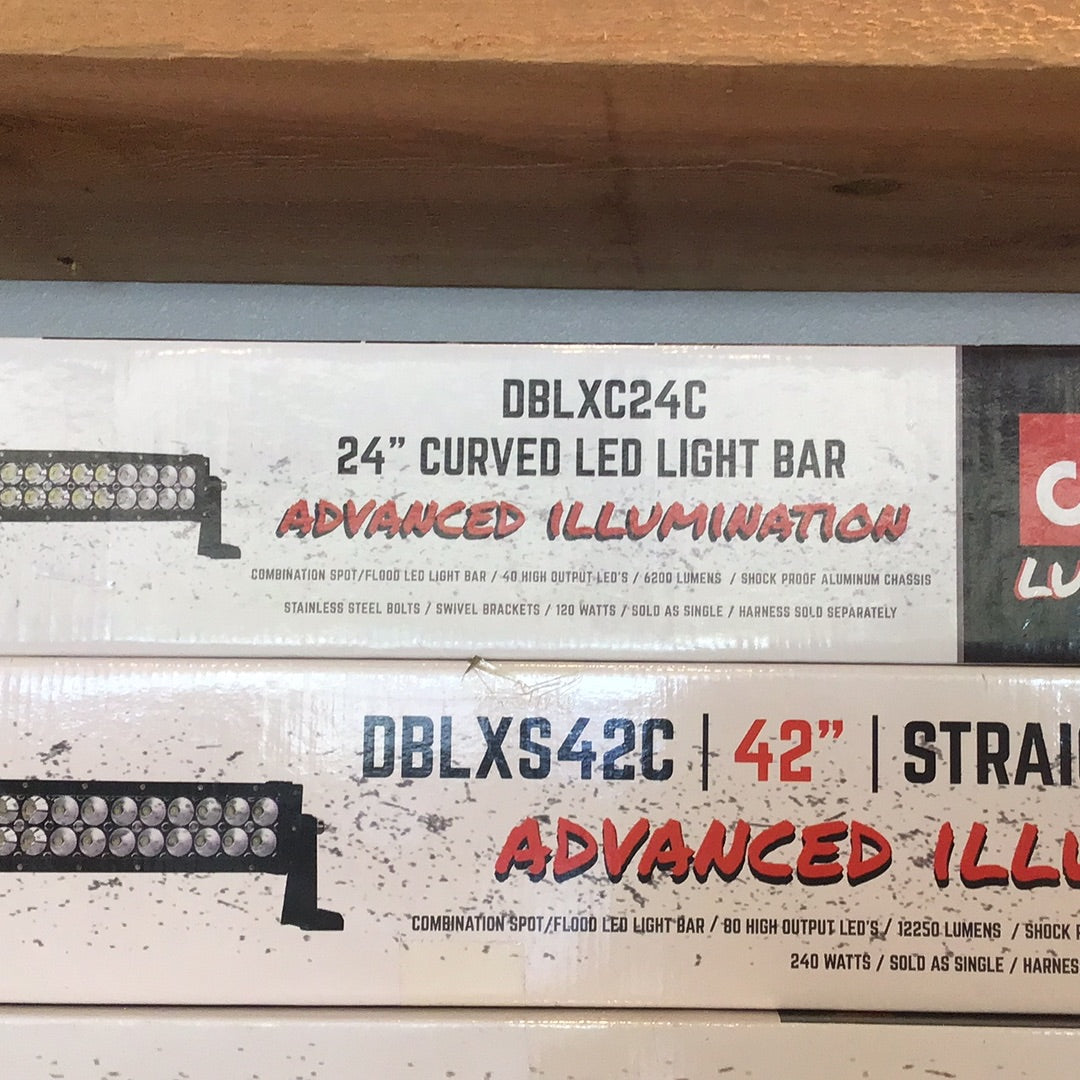 DBLXC24C
24” CURVED LED LIGHT BAR
ADVANCED ILLUMINATION
COMBINATION SPOT/FLOOD LED LIGHT BAR / 40 HIGH OUTPUT LED'S / 6200 LUMENS / SHOCK PROOF ALUMINUM CHASSIS
STAINLESS STEEL BOLTS / SWIVEL BRACKETS / 120 WATTS / SOLD AS SINGLE / HARNESS SOLD SEPARATELY
C
LU
DBLXS42C | 42” | STRAI
ADVANCED ILLU
COMBINATION SPOT/FLOOD LED LIGHT BAR / 80 HIGH OUTPUT LED'S / 12250 LUMENS / SHOCK
240 WATTS / SOLD AS SINGLE / HARNES